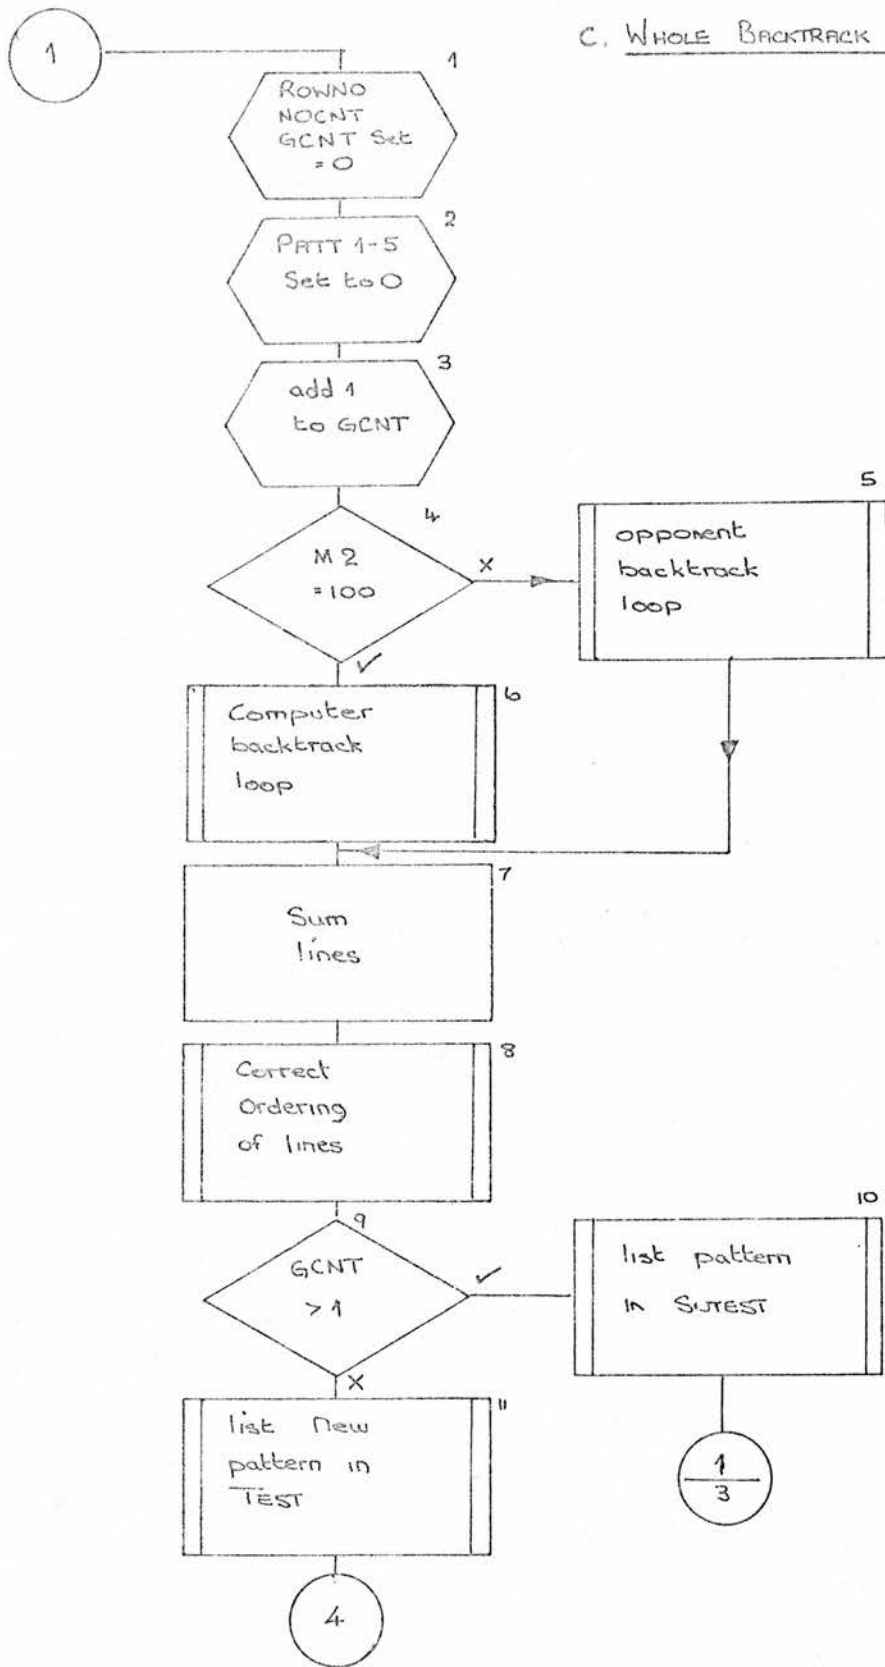 C. WHOLE BACKTRACK
1
1
ROWNO
NOCNT
GCNT Set
= 0
2
PATT 1-5
Set to 0
3
add 1
to GCNT
4
M2
=100
X
✓
5
opponent
backtrack
loop
6
Computer
backtrack
loop
7
Sum
lines
8
Correct
Ordering
of lines
9
GCNT
>1
✓
X
10
list pattern
in SUTEST
11
list New
pattern in
TEST
1
3
4